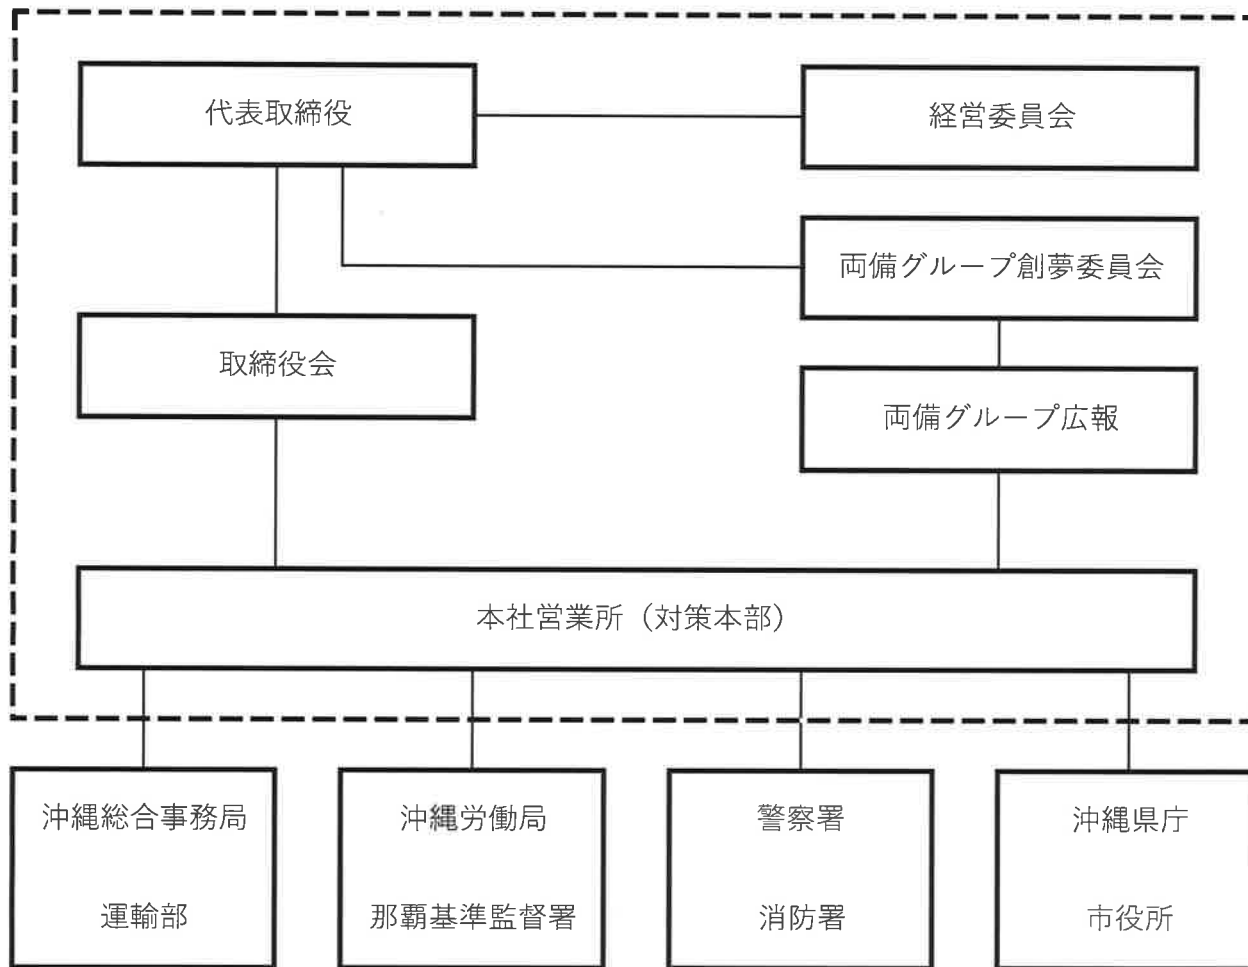 代表取締役
経営委員会
両備グループ創夢委員会
取締役会
両備グループ広報
本社営業所（対策本部）
沖縄総合事務局
運輸部
沖縄労働局
那覇基準監督署
警察署
消防署
沖縄県庁
市役所